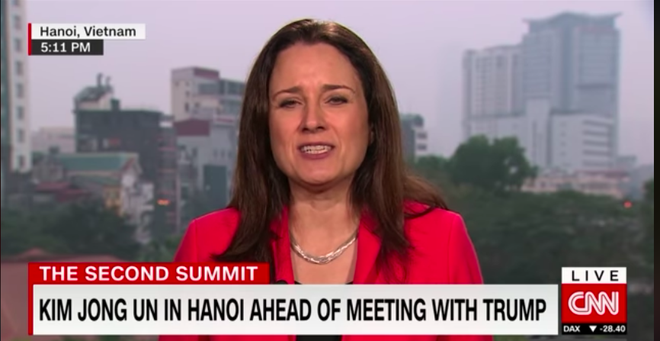 Hanoi, Vietnam
5:11 PM
THE SECOND SUMMIT
KIM JONG UN IN HANOI AHEAD OF MEETING WITH TRUMP
LIVE
CNN
DAX ▼ -28.40